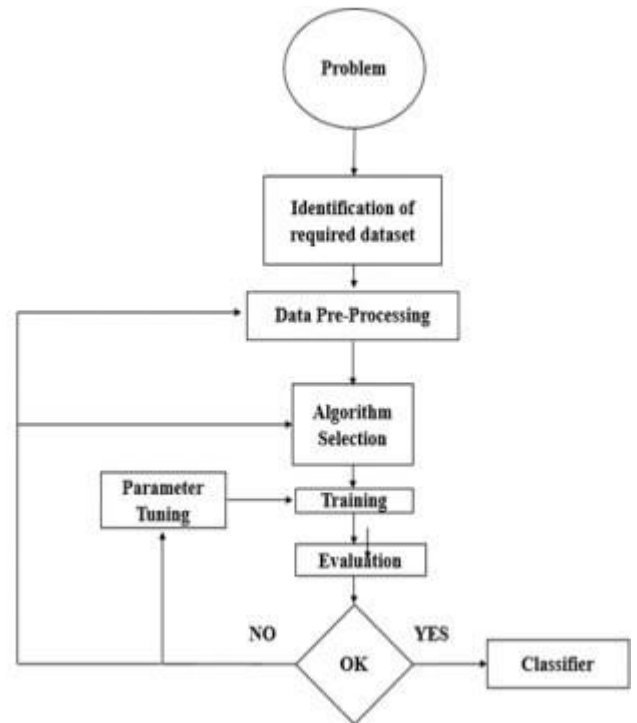 Problem
Identification of
required dataset
Data Pre-Processing
Algorithm
Selection
Parameter
Tuning
Training
Evaluation
NO
YES
OK
Classifier